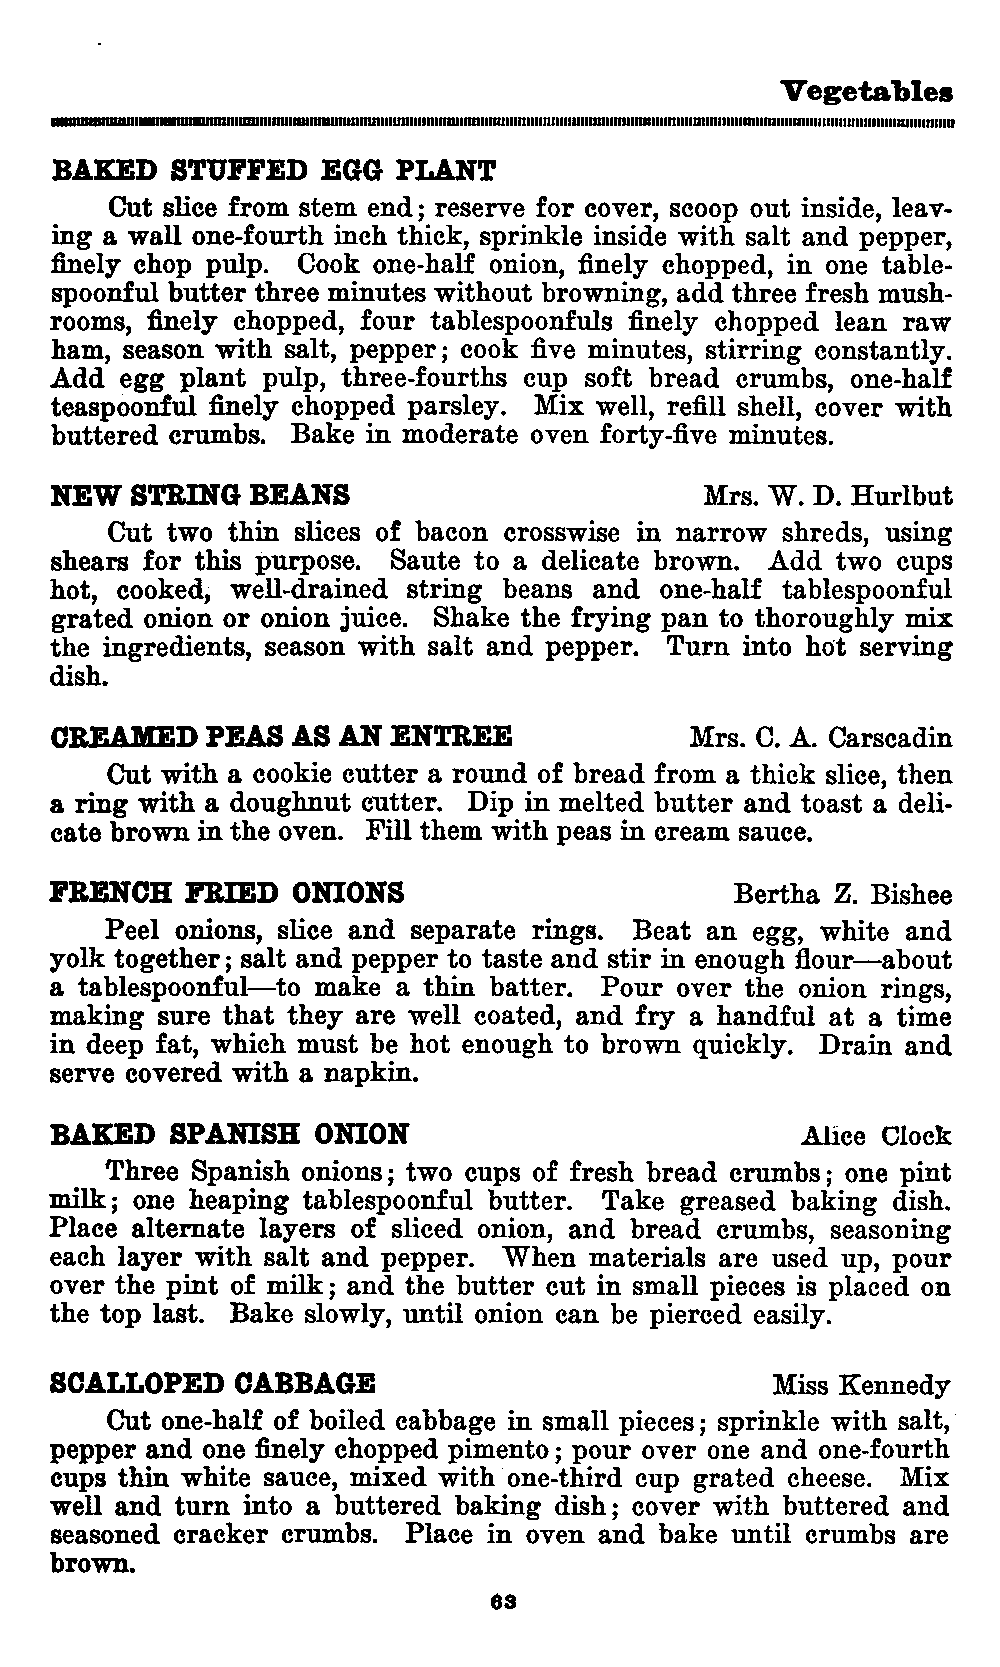 Vegetables
BAKED STUFFED EGG PLANT
Cut slice from stem end; reserve for cover, scoop out inside, leav-
ing a wall one-fourth inch thick, sprinkle inside with salt and pepper,
finely chop pulp. Cook one-half onion, finely chopped, in one table-
spoonful butter three minutes without browning, add three fresh mush-
rooms, finely chopped, four tablespoonfuls finely chopped lean raw
ham, season with salt, pepper; cook five minutes, stirring constantly.
Add egg plant pulp, three-fourths cup soft bread crumbs, one-half
teaspoonful finely chopped parsley. Mix well, refill shell, cover with
buttered crumbs. Bake in moderate oven forty-five minutes.
NEW STRING BEANS Mrs. W. D. Hurlbut
Cut two thin slices of bacon crosswise in narrow shreds, using
shears for this purpose. Saute to a delicate brown. Add two cups
hot, cooked, well-drained string beans and one-half tablespoonful
grated onion or onion juice. Shake the frying pan to thoroughly mix
the ingredients, season with salt and pepper. Turn into hot serving
dish.
CREAMED PEAS AS AN ENTREE Mrs. C. A. Carscadin
Cut with a cookie cutter a round of bread from a thick slice, then
a ring with a doughnut cutter. Dip in melted butter and toast a deli-
cate brown in the oven. Fill them with peas in cream sauce.
FRENCH FRIED ONIONS Bertha Z. Bishee
Peel onions, slice and separate rings. Beat an egg, white and
yolk together; salt and pepper to taste and stir in enough flour—about
a tablespoonful—to make a thin batter. Pour over the onion rings,
making sure that they are well coated, and fry a handful at a time
in deep fat, which must be hot enough to brown quickly. Drain and
serve covered with a napkin.
BAKED SPANISH ONION Alice Clock
Three Spanish onions; two cups of fresh bread crumbs; one pint
milk; one heaping tablespoonful butter. Take greased baking dish.
Place alternate layers of sliced onion, and bread crumbs, seasoning
each layer with salt and pepper. When materials are used up, pour
over the pint of milk; and the butter cut in small pieces is placed on
the top last. Bake slowly, until onion can be pierced easily.
SCALLOPED CABBAGE Miss Kennedy
Cut one-half of boiled cabbage in small pieces; sprinkle with salt,
pepper and one finely chopped pimento; pour over one and one-fourth
cups thin white sauce, mixed with one-third cup grated cheese. Mix
well and turn into a buttered baking dish; cover with buttered and
seasoned cracker crumbs. Place in oven and bake until crumbs are
brown.
63